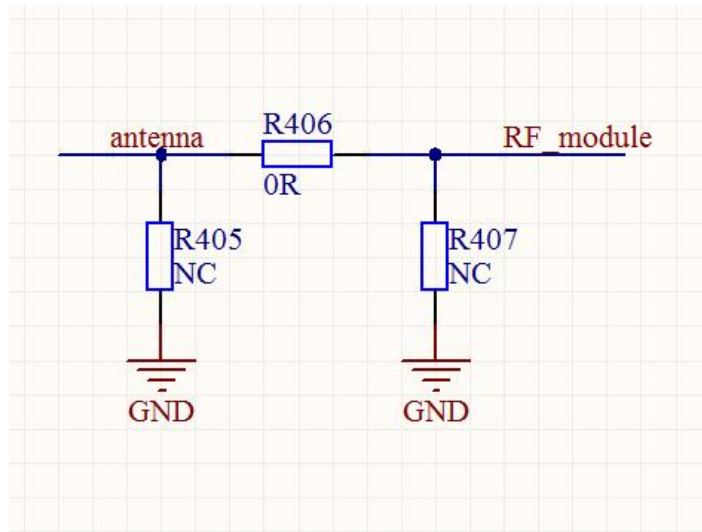 R406
antenna
RF_module
0R
R405
NC
R407
NC
GND
GND